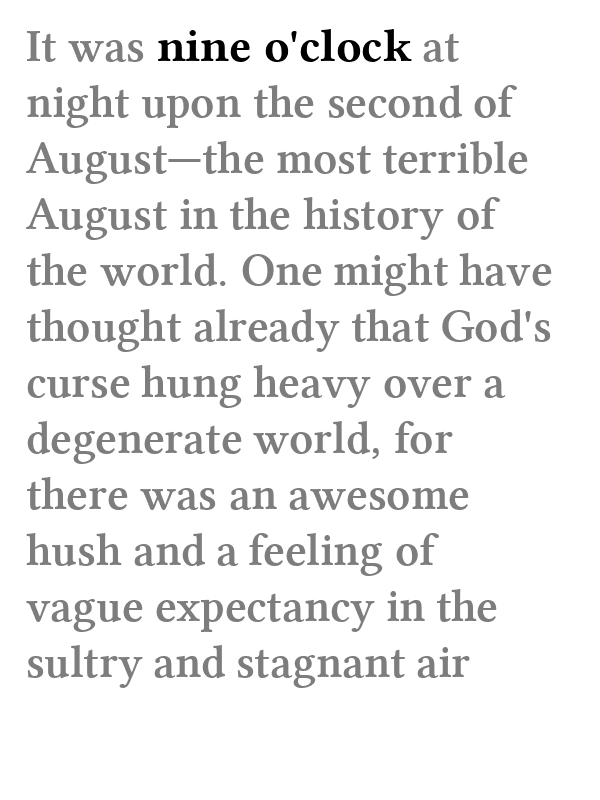 It was nine o'clock at
night upon the second of
August—the most terrible
August in the history of
the world. One might have
thought already that God's
curse hung heavy over a
degenerate world, for
there was an awesome
hush and a feeling of
vague expectancy in the
sultry and stagnant air